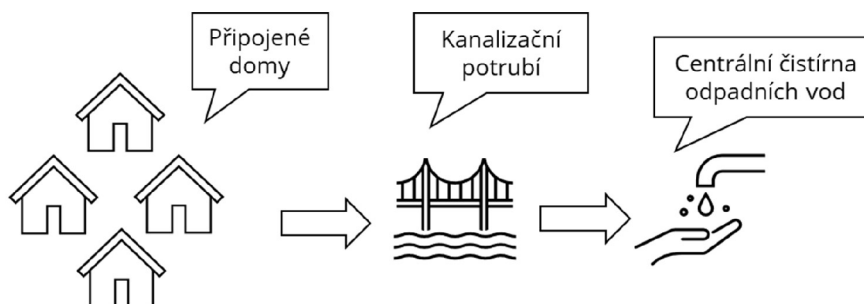 Připojené
domy
Kanalizační
potrubí
Centrální čistírna
odpadních vod